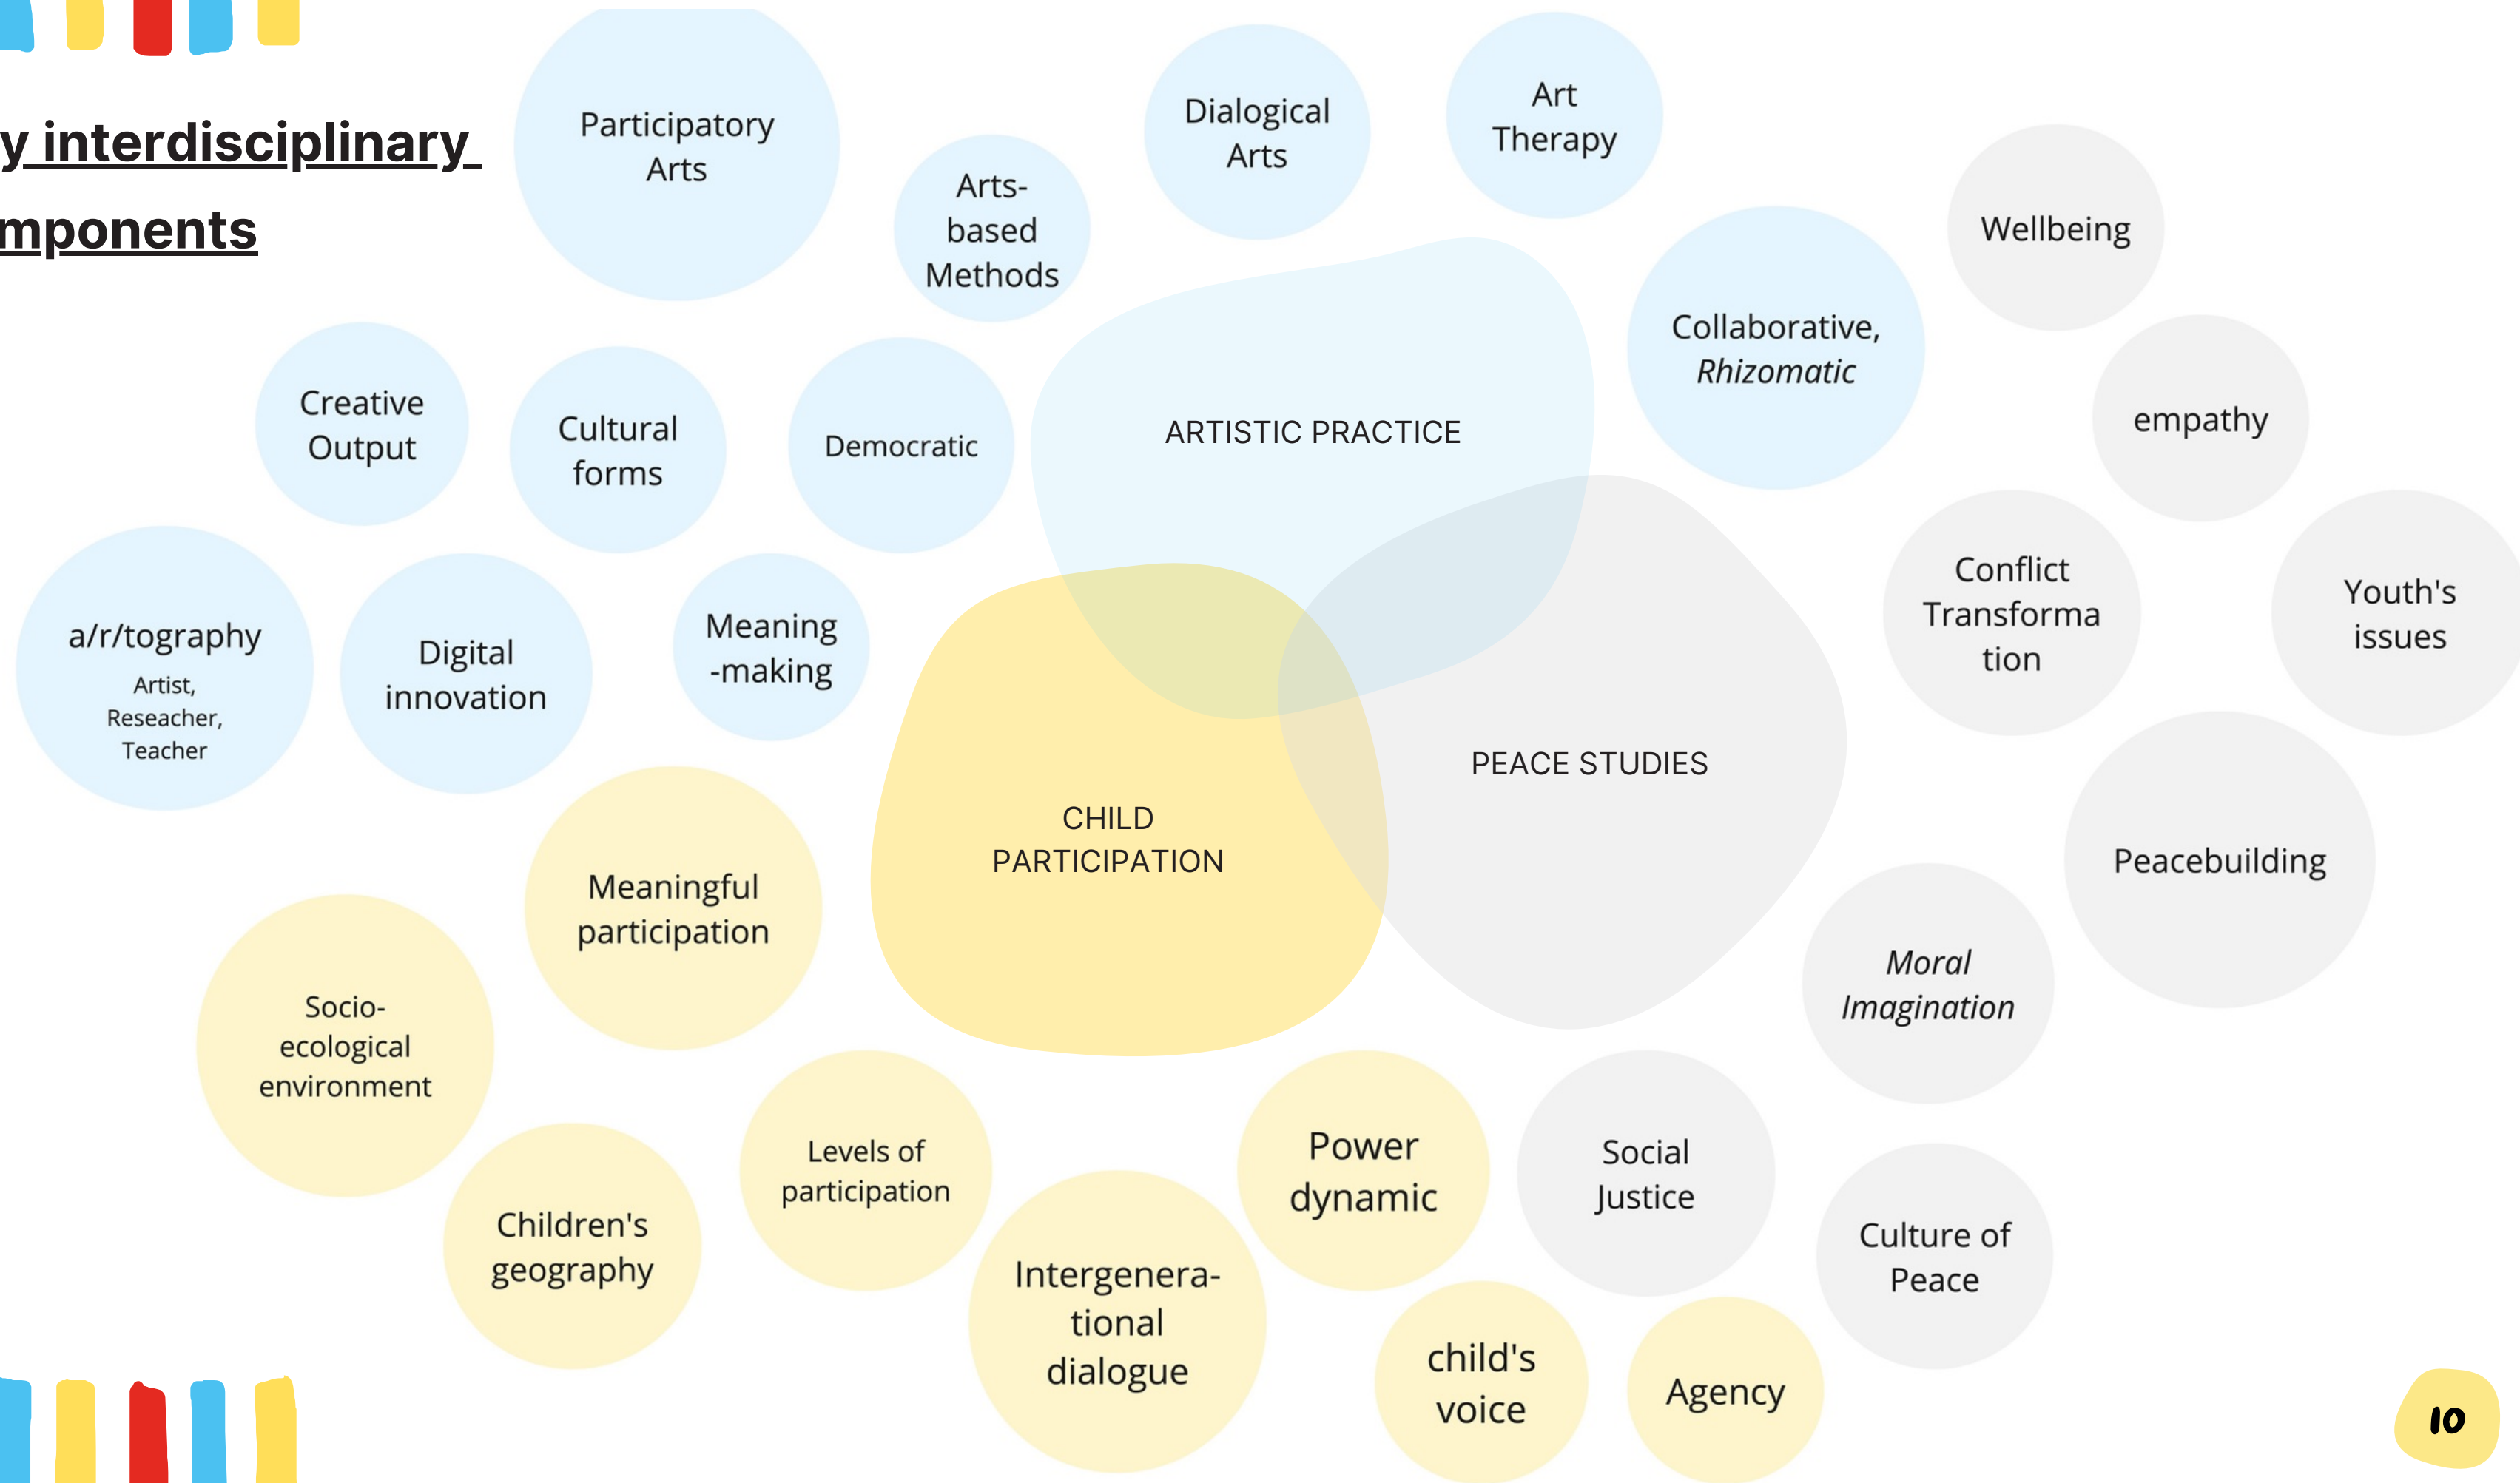 y interdisciplinary
mponents
Participatory
Arts
Arts-
based
Methods
Dialogical
Arts
Art
Therapy
Wellbeing
Collaborative,
Rhizomatic
empathy
Creative
Output
Cultural
forms
Democratic
ARTISTIC PRACTICE
a/r/tography
Artist,
Reseacher,
Teacher
Digital
innovation
Meaning
-making
Conflict
Transforma
tion
Youth's
issues
PEACE STUDIES
CHILD
PARTICIPATION
Peacebuilding
Meaningful
participation
Moral
Imagination
Socio-
ecological
environment
Levels of
participation
Power
dynamic
Social
Justice
Children's
geography
Intergenera-
tional
dialogue
Culture of
Peace
child's
voice
Agency
10